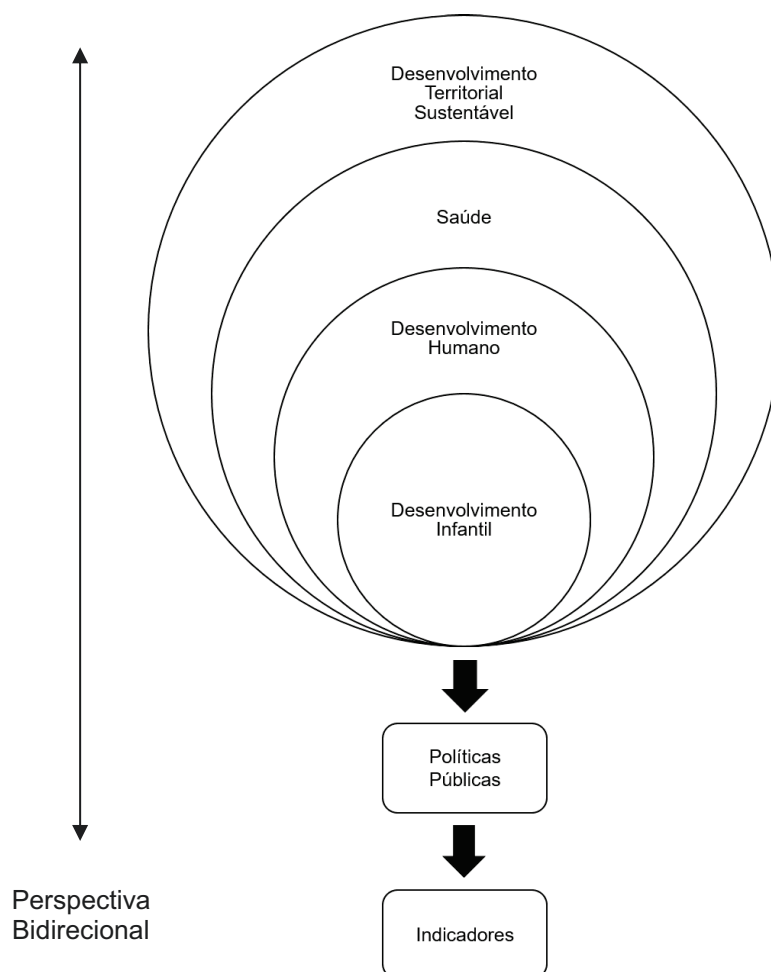 Desenvolvimento
Territorial
Sustentável
Saúde
Desenvolvimento
Humano
Desenvolvimento
Infantil
Políticas
Públicas
Perspectiva
Bidirecional
Indicadores